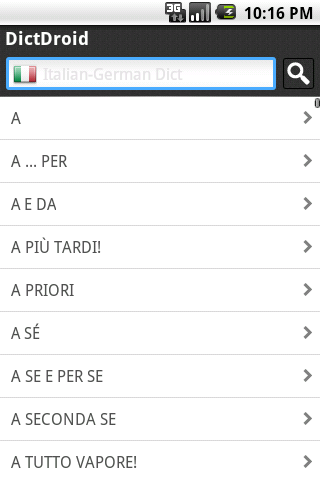 3G 10:16 PM
DictDroid
Italian-German Dict
A
A ... PER
A E DA
A PIÙ TARDI!
A PRIORI
A SÉ
A SE E PER SE
A SECONDA SE
A TUTTO VAPORE!